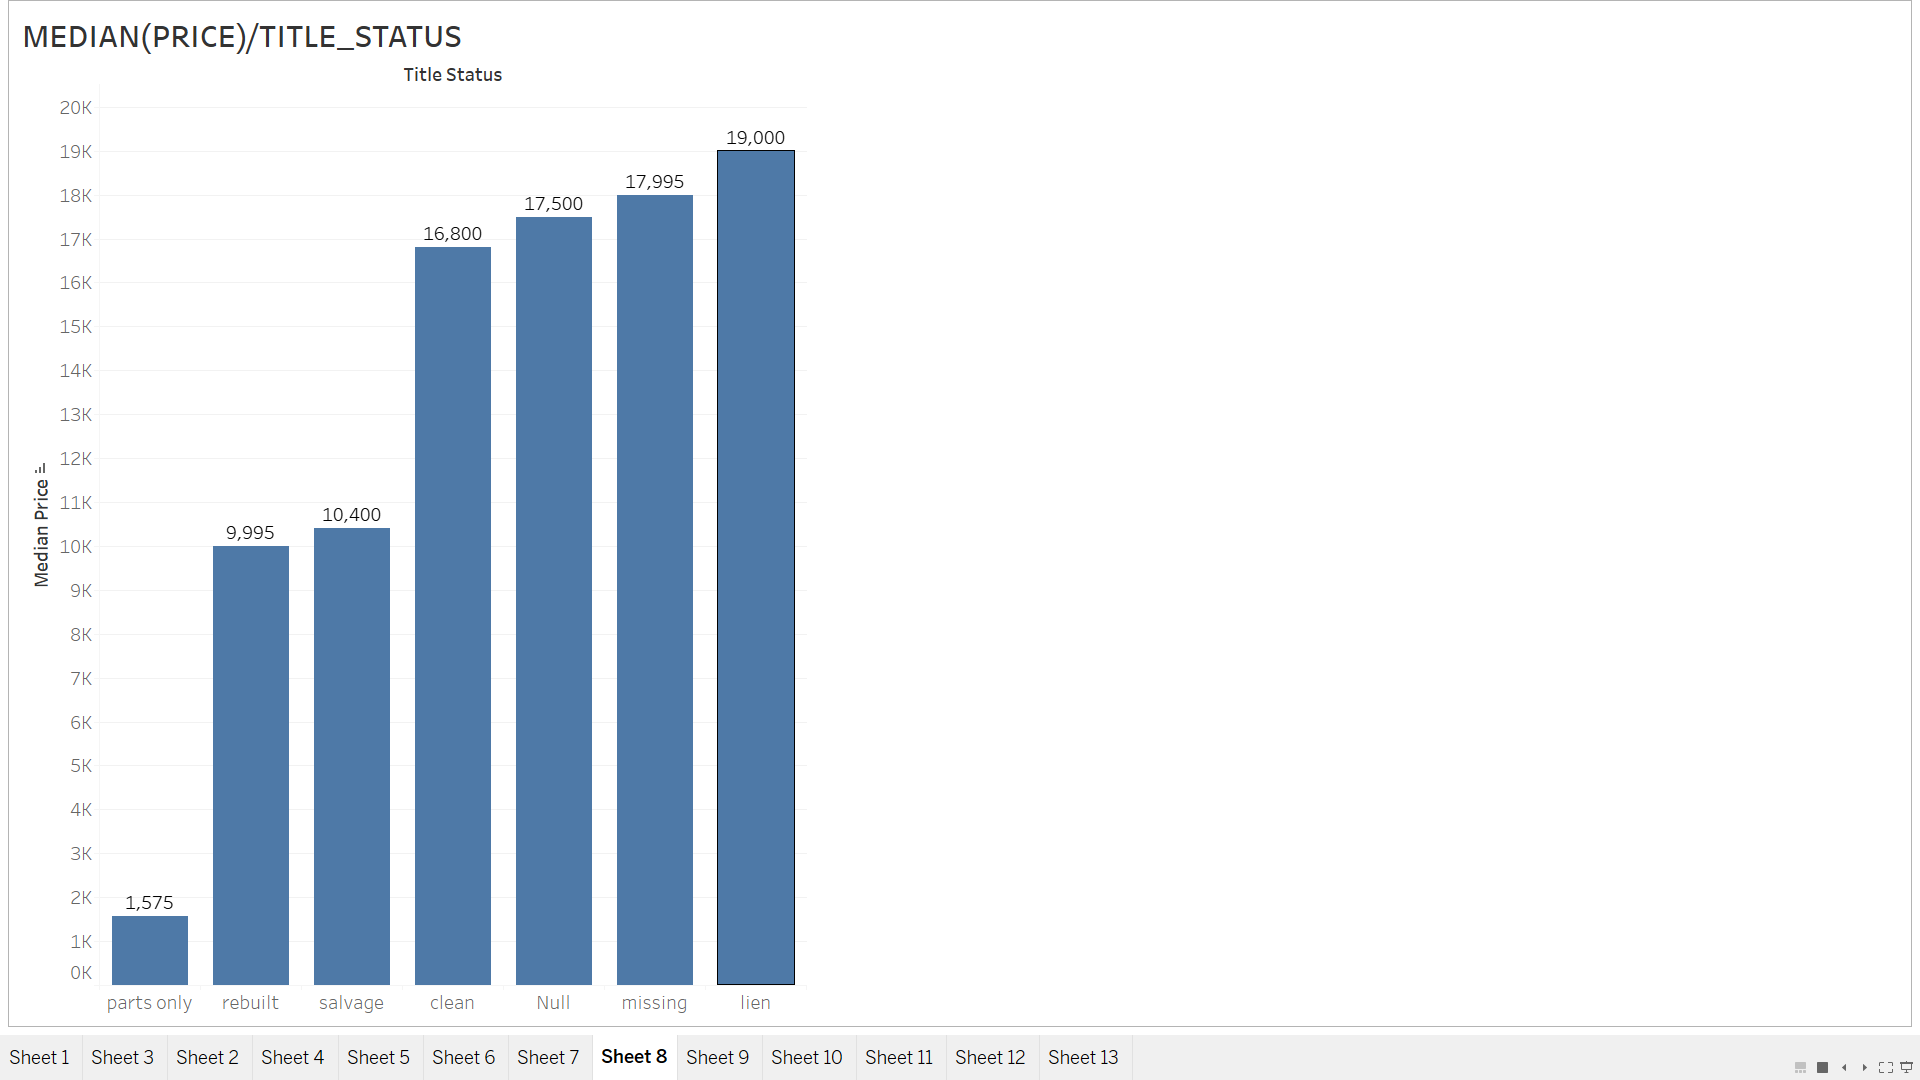 MEDIAN(PRICE)/TITLE_STATUS
Title Status
20K
19K
18K
17K
16K
15K
14K
13K
12K
11K
10K
9K
8K
7K
6K
5K
4K
3K
2K
1K
0K
Median Price
1,575
9,995
10,400
16,800
17,500
17,995
19,000
parts only rebuilt salvage clean Null missing lien
Sheet 1 Sheet 3 Sheet 2 Sheet 4 Sheet 5 Sheet 6 Sheet 7 Sheet 8 Sheet 9 Sheet 10 Sheet 11 Sheet 12 Sheet 13